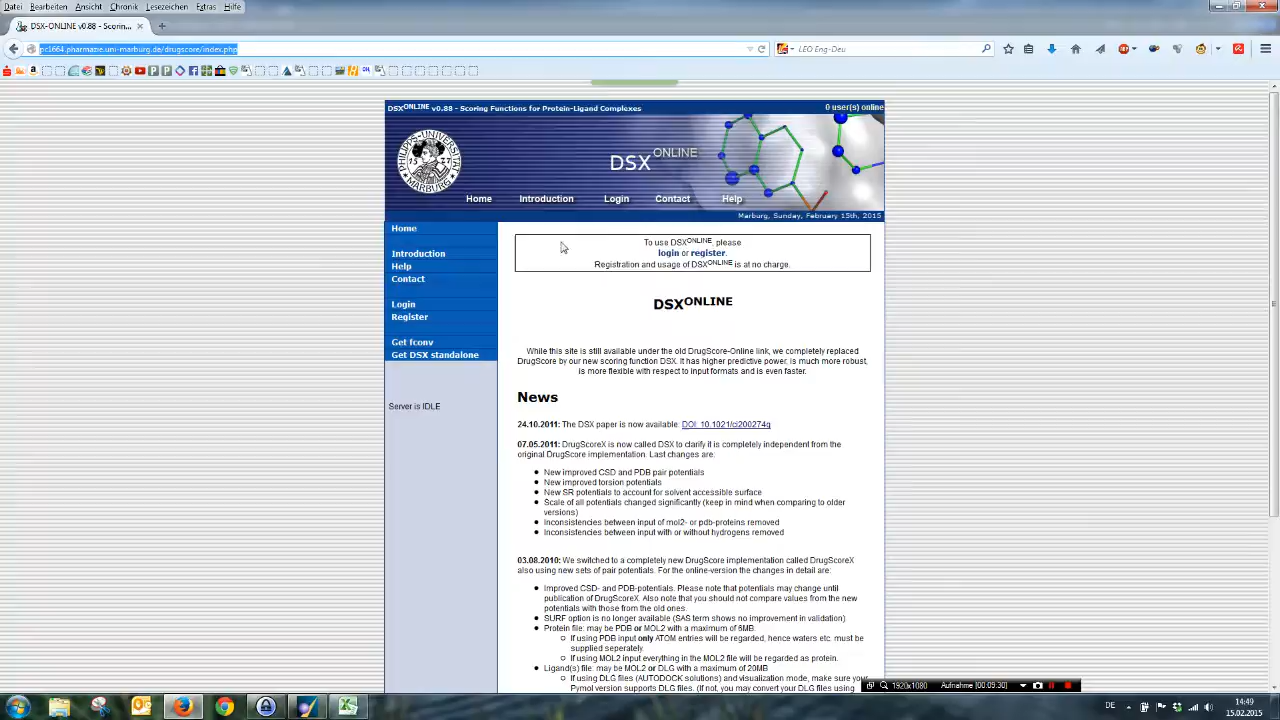 Datei Bearbeiten Ansicht Chronik Lesezeichen Extras Hilfe
DSX-ONLINE v0.88 - Scorin...
pc1664.pharmazie.uni-marburg.de/drugscore/index.php
LEO Eng-Deu
DSXONLINE v0.88 - Scoring Functions for Protein-Ligand Complexes
0 user(s) online
DSX ONLINE
Home Introduction Login Contact Help
Marburg, Sunday, February 15th, 2015
Home
Introduction
Help
Contact
Login
Register
Get fconv
Get DSX standalone
Server is IDLE
To use DSXONLINE please
login or register.
Registration and usage of DSXONLINE is at no charge.
DSXONLINE
While this site is still available under the old DrugScore-Online link, we completely replaced
DrugScore by our new scoring function DSX. It has higher predictive power, is much more robust,
is more flexible with respect to input formats and is even faster.
News
24.10.2011: The DSX paper is now available: DOI: 10.1021/ci200274q
07.05.2011: DrugScoreX is now called DSX to clarify it is completely independent from the
original DrugScore implementation. Last changes are:
New improved CSD and PDB pair potentials
New improved torsion potentials
New SR potentials to account for solvent accessible surface
Scale of all potentials changed significantly (keep in mind when comparing to older
versions)
Inconsistencies between input of mol2- or pdb-proteins removed
Inconsistencies between input with or without hydrogens removed
03.08.2010: We switched to a completely new DrugScore implementation called DrugScoreX
also using new sets of pair potentials. For the online-version the changes in detail are:
Improved CSD- and PDB-potentials. Please note that potentials may change until
publication of DrugScoreX. Also note that you should not compare values from the new
potentials with those from the old ones.
SURF option is no longer available (SAS term shows no improvement in validation)
Protein file: may be PDB or MOL2 with a maximum of 6MB
If using PDB input only ATOM entries will be regarded, hence waters etc. must be
supplied seperately.
If using MOL2 input everything in the MOL2 file will be regarded as protein.
Ligand(s) file: may be MOL2 or DLG with a maximum of 20MB
If using DLG files (AUTODOCK solutions) and visualization mode, make sure your
Pymol version supports DLG files. (If not, you may convert your DLG files using
1920x1080 Aufnahme [00:09:30]
DE
14:49
15.02.2015